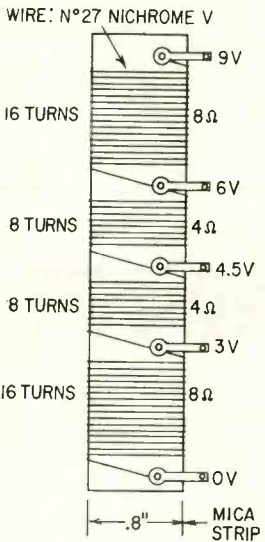 WIRE: Nº27 NICHROME V
9V
16 TURNS
8Ω
6V
8 TURNS
4Ω
4.5V
8 TURNS
4Ω
3V
16 TURNS
8Ω
0V
.8"
MICA
STRIP